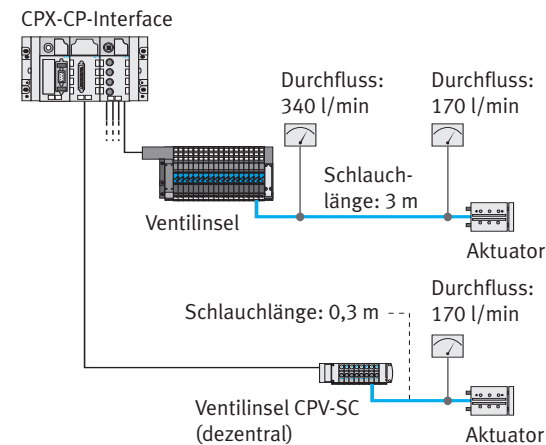 CPX-CP-Interface
Durchfluss:
340 l/min
Durchfluss:
170 l/min
Schlauch-
länge: 3 m
Ventilinsel
Aktuator
Durchfluss:
170 l/min
Schlauchlänge: 0,3 m
Ventilinsel CPV-SC
(dezentral)
Aktuator